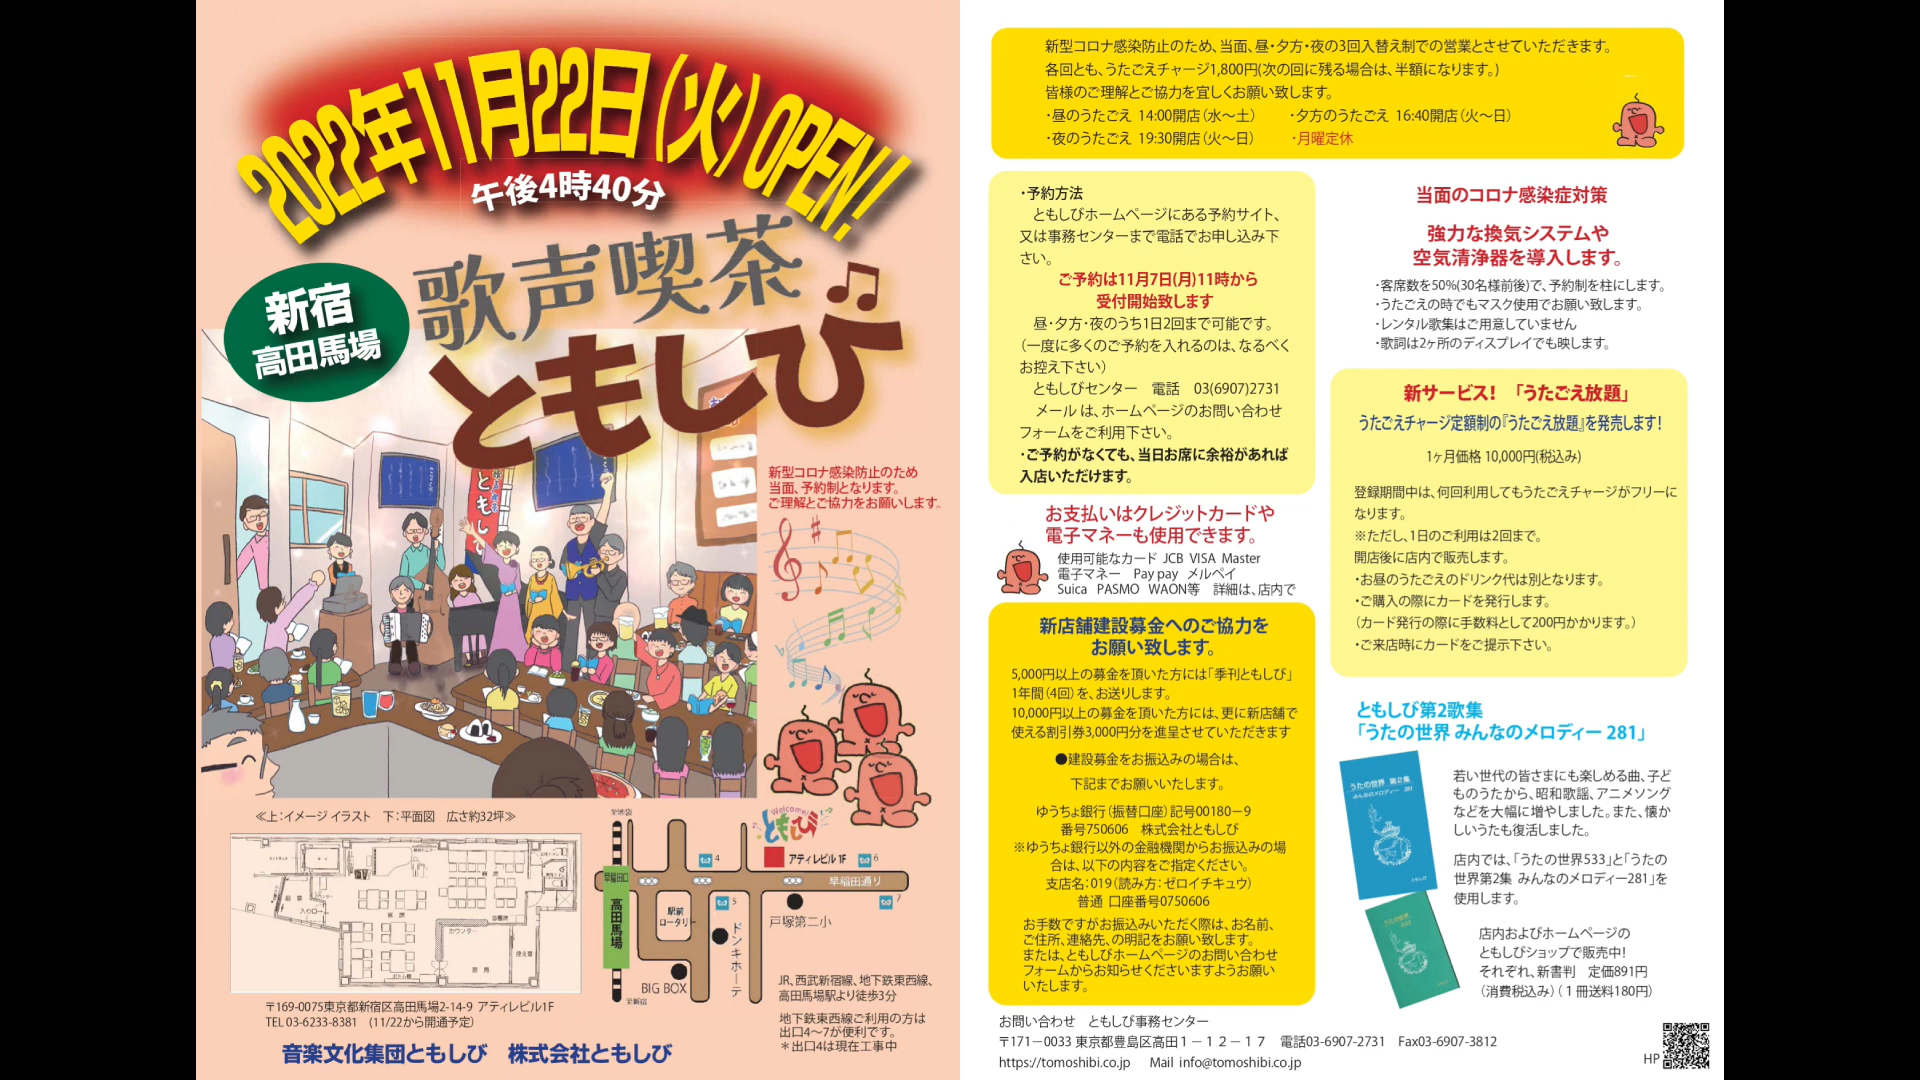 2022年11月22日(火)OPEN!
午後4時40分
歌声喫茶
ともしび
新宿
高田馬場
ともし
新型コロナ感染防止のため
当面、予約制となります。
ご理解とご協力をお願いします。
≪上:イメージ イラスト 下:平面図 広さ約32坪≫
カウンター
厨房
至池袋
Welcome!
ともしび
アティレビル 1F
4
6
早稲田口
早稲田通り
5
7
高田馬場
駅前
ロータリー
ドンキホーテ
戸塚第二小
BIG BOX
至新宿
JR、西武新宿線、地下鉄東西線、
高田馬場駅より徒歩3分
地下鉄東西線ご利用の方は
出口4〜7が便利です。
＊出口4は現在工事中
〒169-0075東京都新宿区高田馬場2-14-9 アティレビル1F
TEL 03-6233-8381 (11/22から開通予定)
音楽文化集団ともしび 株式会社ともしび
新型コロナ感染防止のため、当面、昼・夕方・夜の3回入替え制での営業とさせていただきます。
各回とも、うたごえチャージ1,800円(次の回に残る場合は、半額になります。)
皆様のご理解とご協力を宜しくお願い致します。
・昼のうたごえ 14:00開店(水〜土) ・夕方のうたごえ 16:40開店(火〜日)
・夜のうたごえ 19:30開店(火〜日) ・月曜定休
・予約方法
ともしびホームページにある予約サイト、
又は事務センターまで電話でお申し込み下
さい。
ご予約は11月7日(月)11時から
受付開始致します
昼・夕方・夜のうち1日2回まで可能です。
(一度に多くのご予約を入れるのは、なるべく
お控え下さい)
ともしびセンター 電話 03(6907)2731
メール は、ホームページのお問い合わせ
フォームをご利用下さい。
・ご予約がなくても、当日お席に余裕があれば
入店いただけます。
お支払いはクレジットカードや
電子マネーも使用できます。
使用可能なカード JCB VISA Master
電子マネー Pay pay メルペイ
Suica PASMO WAON等 詳細は、店内で
新店舗建設募金へのご協力を
お願い致します。
5,000円以上の募金を頂いた方には「季刊ともしび」
1年間(4回)を、お送りします。
10,000円以上の募金を頂いた方には、更に新店舗で
使える割引券3,000円分を進呈させていただきます
●建設募金をお振込みの場合は、
下記までお願いいたします。
ゆうちょ銀行(振替口座)記号00180－9
番号750606 株式会社ともしび
※ゆうちょ銀行以外の金融機関からお振込みの場
合は、以下の内容をご指定ください。
支店名：019(読み方：ゼロイチキュウ)
普通 口座番号0750606
お手数ですがお振込みいただく際は、お名前、
ご住所、連絡先、の明記をお願い致します。
または、ともしびホームページのお問い合わせ
フォームからお知らせくださいますようお願い
いたします。
当面のコロナ感染症対策
強力な換気システムや
空気清浄器を導入します。
・客席数を50%(30名様前後)で、予約制を柱にします。
・うたごえの時でもマスク使用でお願い致します。
・レンタル歌集はご用意していません
・歌詞は2ヶ所のディスプレイでも映します。
新サービス! 「うたごえ放題」
うたごえチャージ定額制の『うたごえ放題』を発売します!
1ヶ月価格 10,000円(税込み)
登録期間中は、何回利用してもうたごえチャージがフリーに
なります。
※ただし、1日のご利用は2回まで。
開店後に店内で販売します。
・お昼のうたごえのドリンク代は別となります。
・ご購入の際にカードを発行します。
(カード発行の際に手数料として200円かかります。)
・ご来店時にカードをご提示下さい。
ともしび第2歌集
「うたの世界 みんなのメロディー 281」
うたの世界 第2集
みんなのメロディー 281
若い世代の皆さまにも楽しめる曲、子ど
ものうたから、昭和歌謡、アニメソング
などを大幅に増やしました。また、懐か
しいうたも復活しました。
店内では、「うたの世界533」と「うたの
世界第2集 みんなのメロディー281」を
使用します。
うたの世界
533
店内およびホームページの
ともしびショップで販売中!
それぞれ、新書判 定価891円
(消費税込み)(1冊送料180円)
お問い合わせ ともしび事務センター
〒171－0033 東京都豊島区高田１－１２－１７ 電話03-6907-2731 Fax03-6907-3812
https://tomoshibi.co.jp Mail info@tomoshibi.co.jp
HP